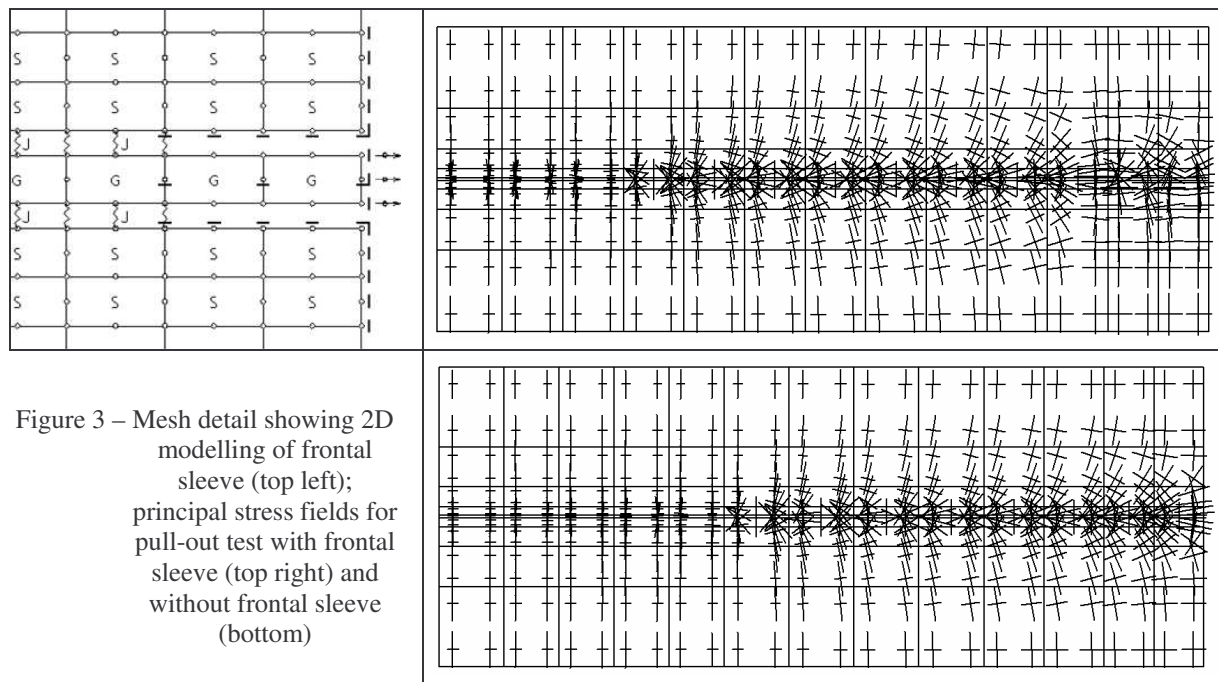 S S S S
S S S S
J J
G G G G
J J
S S S S
S S S S
Figure 3 – Mesh detail showing 2D
modelling of frontal
sleeve (top left);
principal stress fields for
pull-out test with frontal
sleeve (top right) and
without frontal sleeve
(bottom)